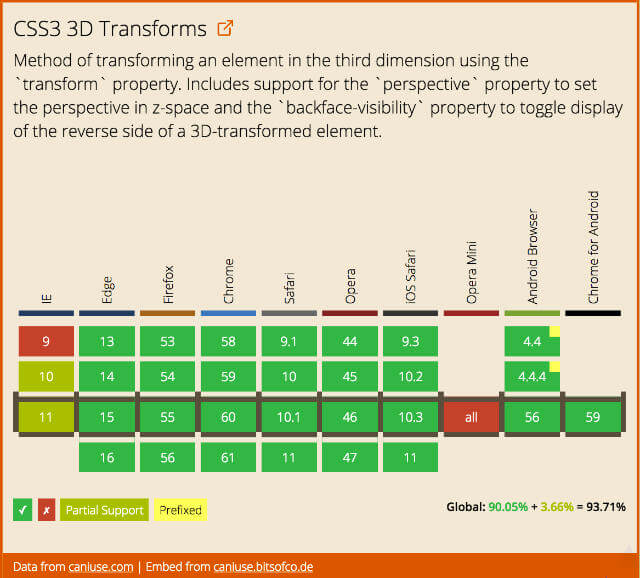 CSS3 3D Transforms
Method of transforming an element in the third dimension using the
`transform` property. Includes support for the `perspective` property to set
the perspective in z-space and the `backface-visibility` property to toggle display
of the reverse side of a 3D-transformed element.
IE Edge Firefox Chrome Safari Opera iOS Safari Opera Mini Android Browser Chrome for Android
9 13 53 58 9.1 44 9.3 4.4
10 14 54 59 10 45 10.2 4.4.4
11 15 55 60 10.1 46 10.3 all 56 59
16 56 61 11 47 11
✓ ✗ Partial Support Prefixed
Global: 90.05% + 3.66% = 93.71%
Data from caniuse.com | Embed from caniuse.bitsofco.de